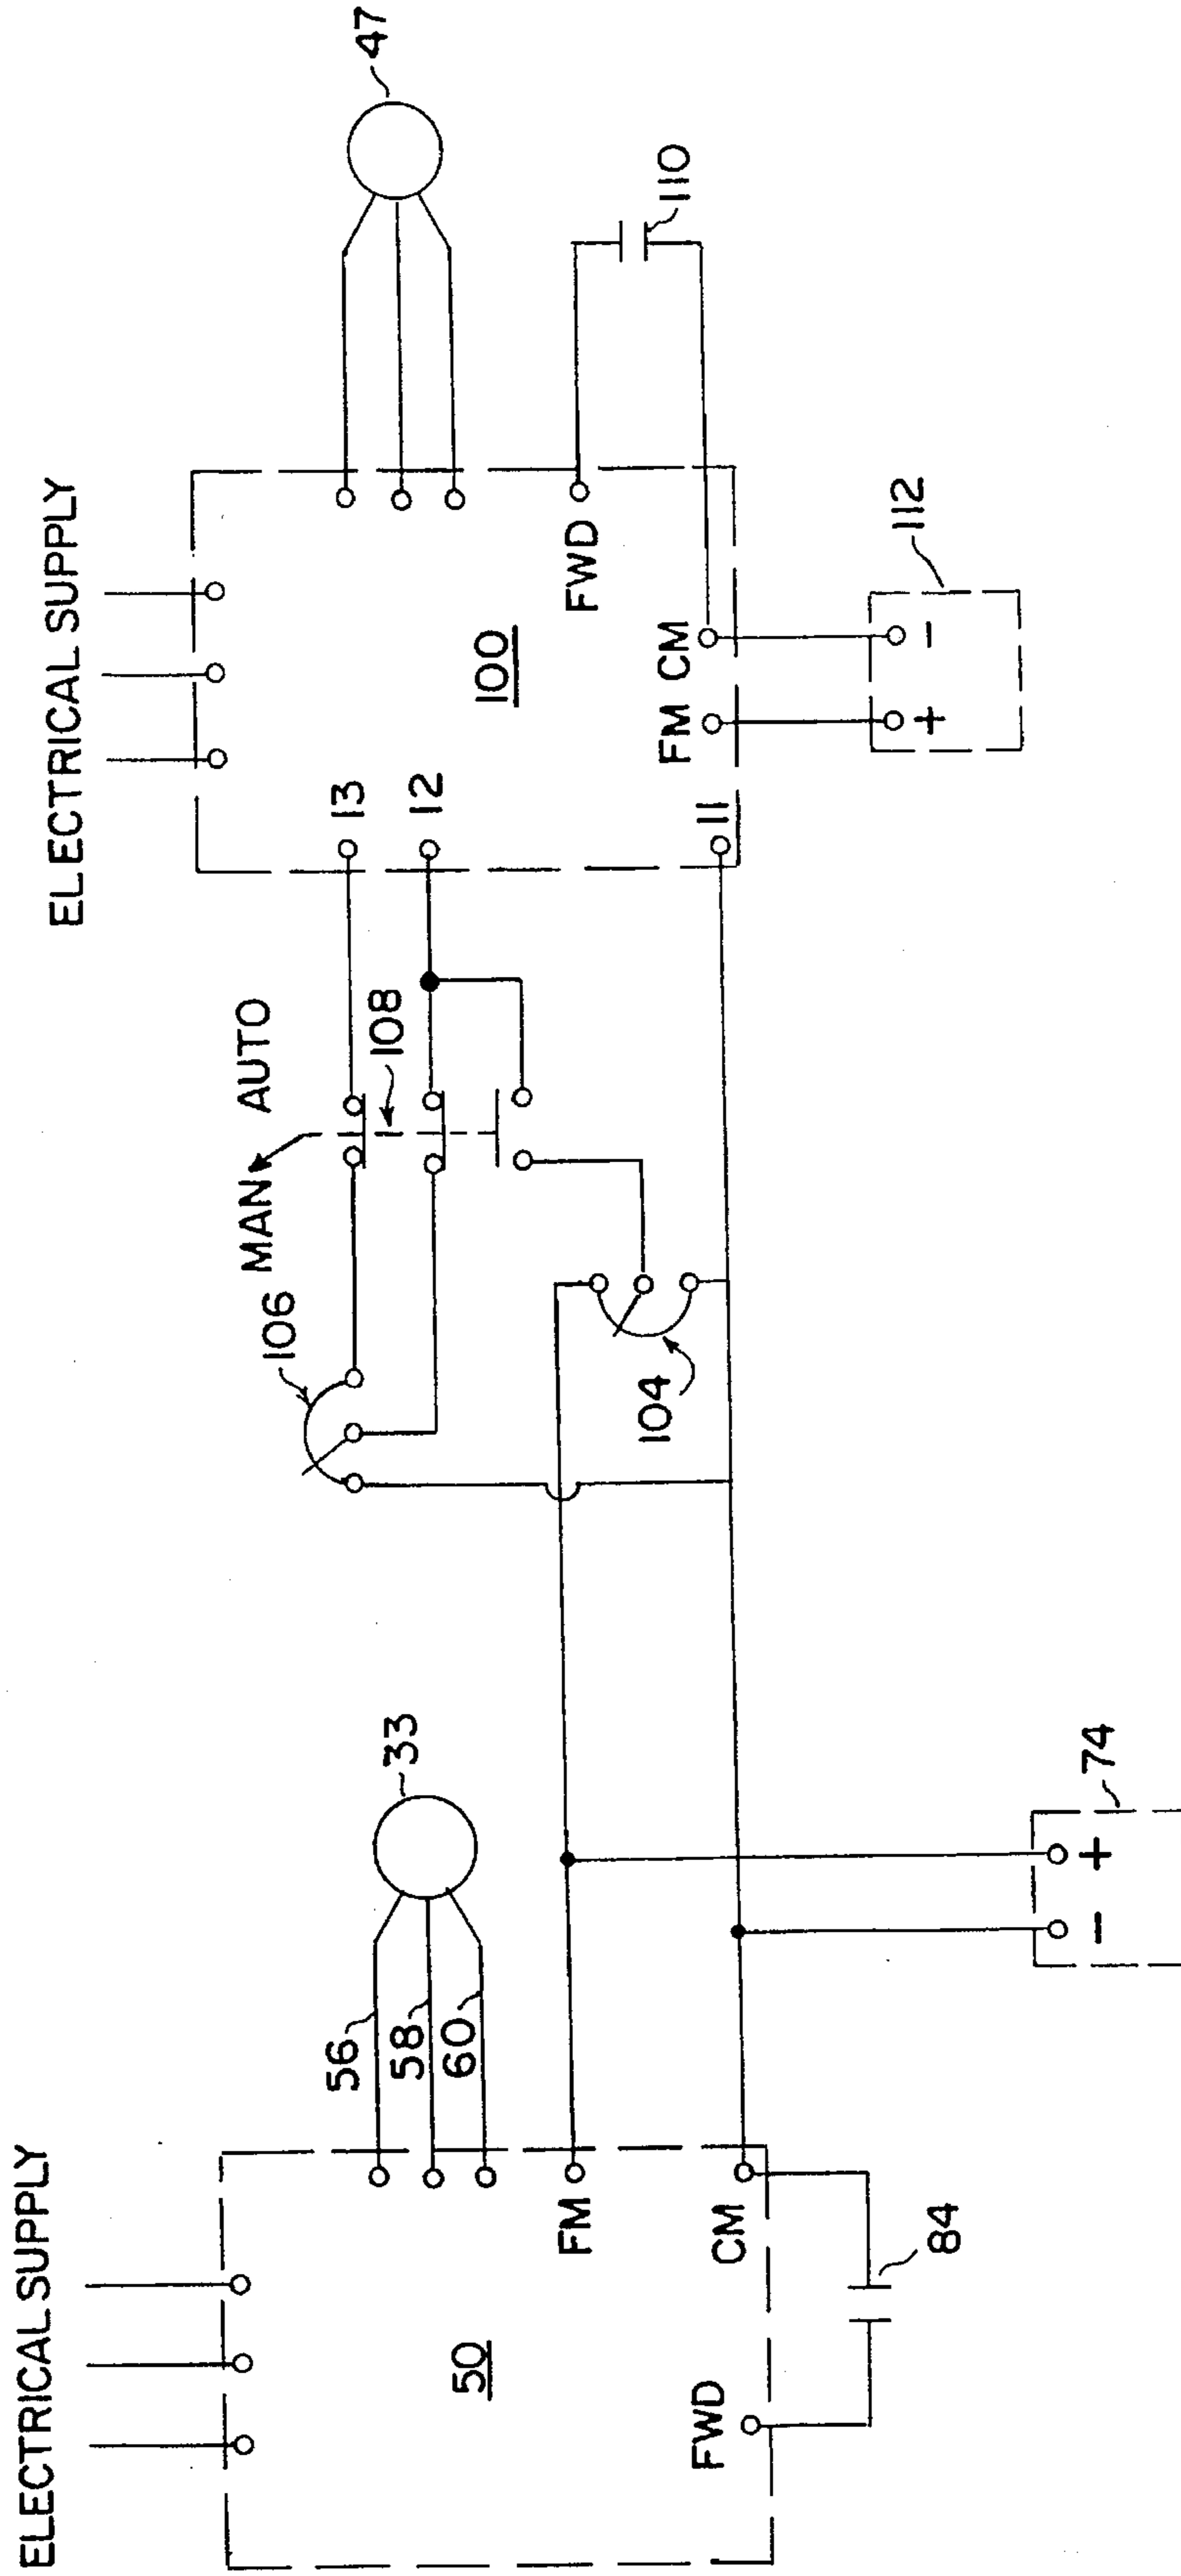 ELECTRICAL SUPPLY
56
58
60
33
50
FM
CM
FWD
84
- +
74
ELECTRICAL SUPPLY
MAN AUTO
106
108
104
13
12
11
100
FWD
FM CM
47
110
+ -
112